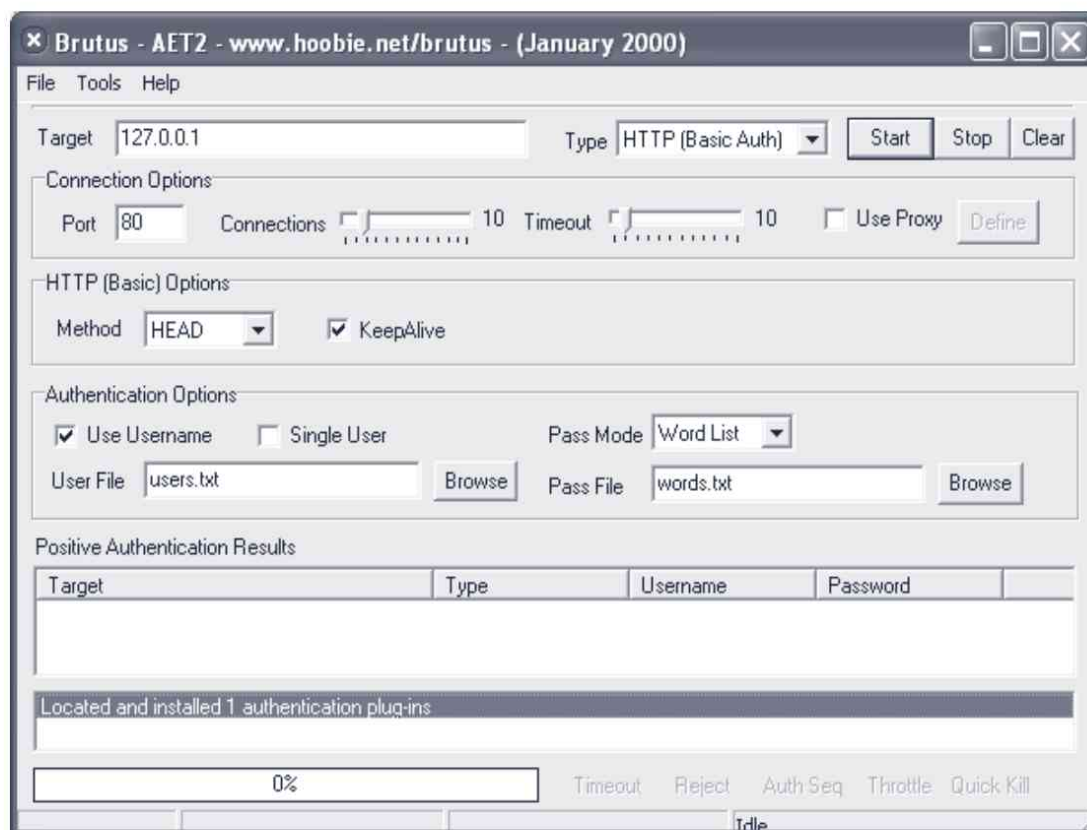 Brutus - AET2 - www.hoobie.net/brutus - (January 2000)
File Tools Help
Target 127.0.0.1 Type HTTP (Basic Auth) Start Stop Clear
Connection Options
Port 80 Connections 10 Timeout 10 Use Proxy Define
HTTP (Basic) Options
Method HEAD KeepAlive
Authentication Options
Use Username Single User Pass Mode Word List
User File users.txt Browse Pass File words.txt Browse
Positive Authentication Results
Target Type Username Password
Located and installed 1 authentication plug-ins
0% Timeout Reject Auth Seq Throttle Quick Kill
Idle